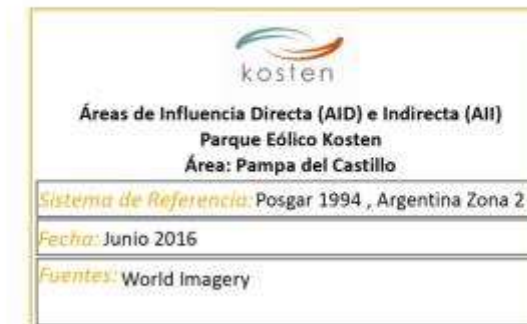 kosten
Áreas de Influencia Directa (AID) e Indirecta (AII)
Parque Eólico Kosten
Área: Pampa del Castillo
Sistema de Referencia: Posgar 1994 , Argentina Zona 2
Fecha: Junio 2016
Fuentes: World Imagery